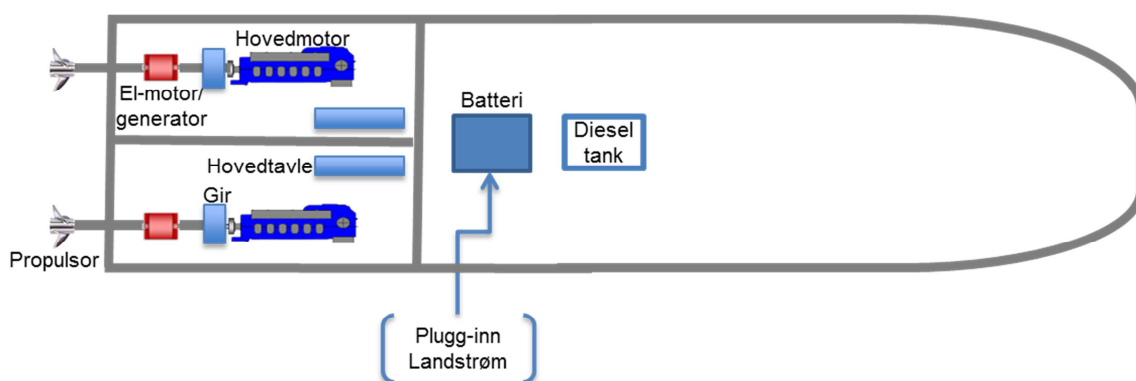 Hovedmotor
El-motor/
generator
Batteri
Diesel
tank
Hovedtavle
Gir
Propulsor
Plugg-inn
Landstrøm